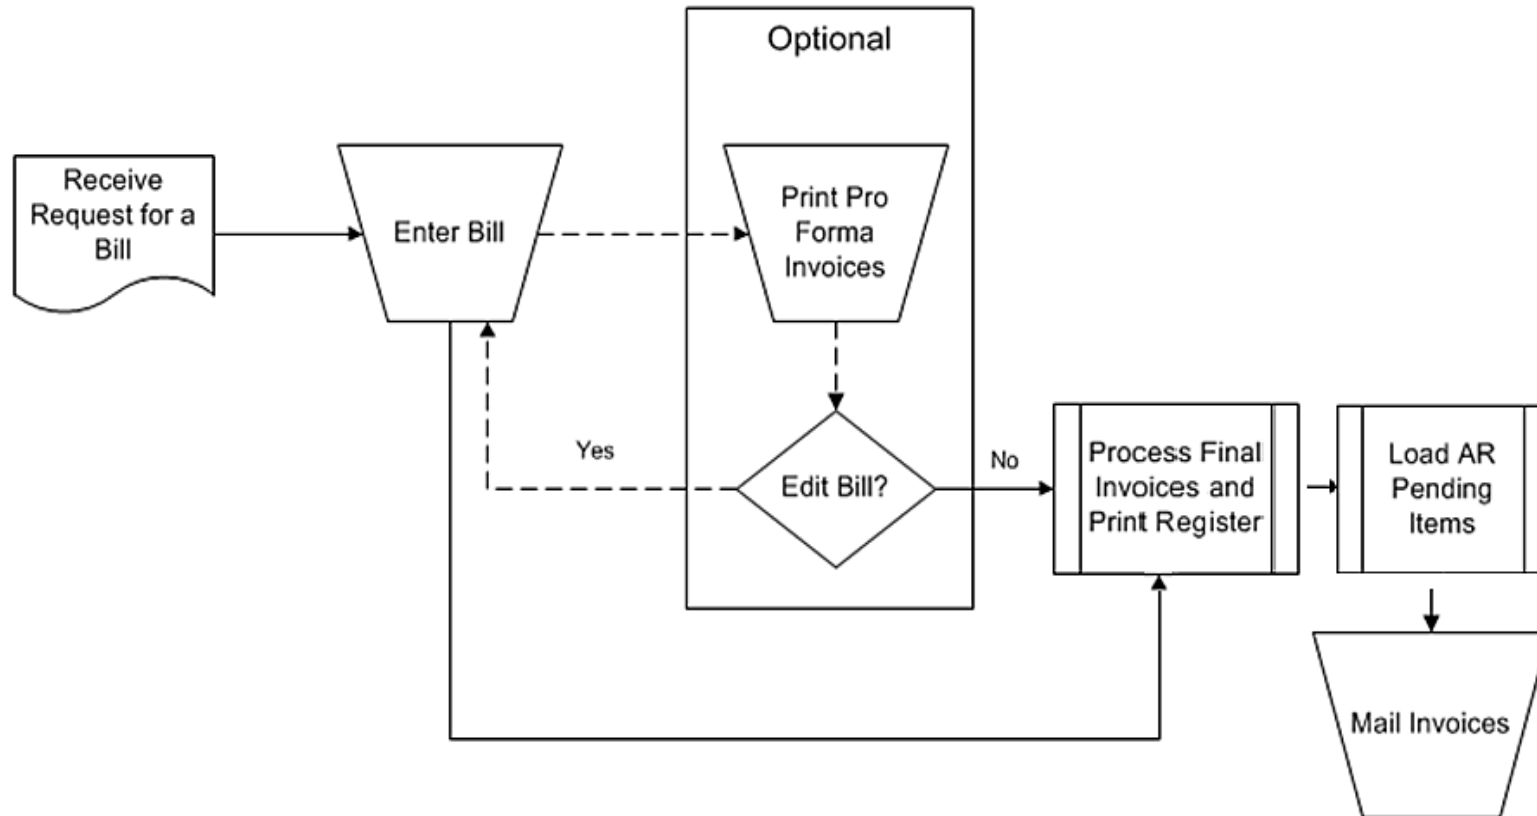 Optional
Receive
Request for a
Bill
Enter Bill
Print Pro
Forma
Invoices
Yes
Edit Bill?
No
Process Final
Invoices and
Print Register
Load AR
Pending
Items
Mail Invoices